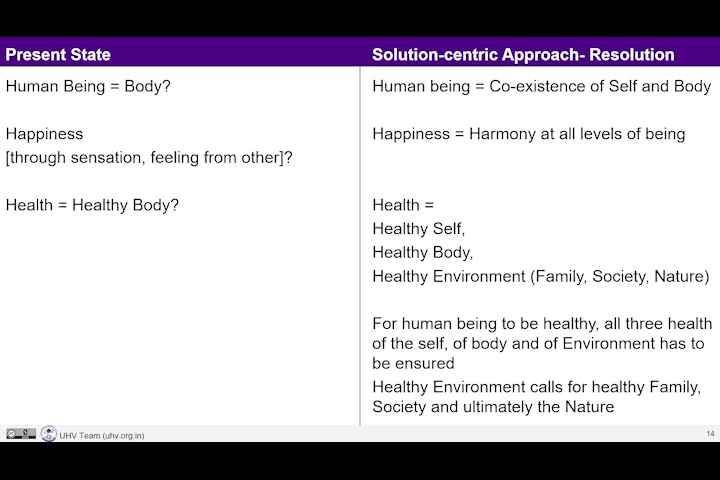 Present State
Human Being = Body?
Happiness
[through sensation, feeling from other]?
Health = Healthy Body?
Solution-centric Approach- Resolution
Human being = Co-existence of Self and Body
Happiness = Harmony at all levels of being
Health =
Healthy Self,
Healthy Body,
Healthy Environment (Family, Society, Nature)
For human being to be healthy, all three health
of the self, of body and of Environment has to
be ensured
Healthy Environment calls for healthy Family,
Society and ultimately the Nature
UHV Team (uhv.org.in)
14